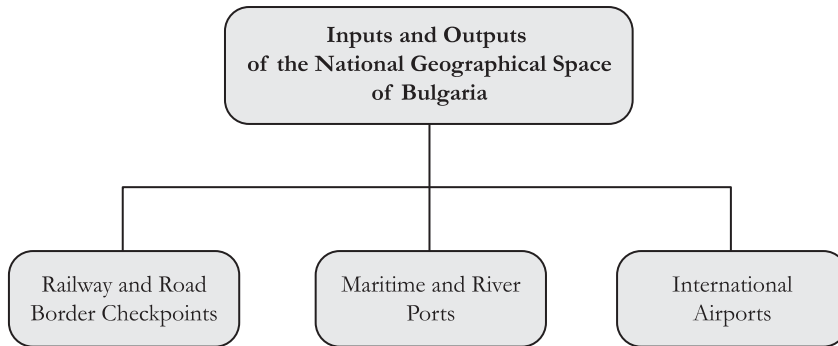 Inputs and Outputs
of the National Geographical Space
of Bulgaria
Railway and Road
Border Checkpoints
Maritime and River
Ports
International
Airports